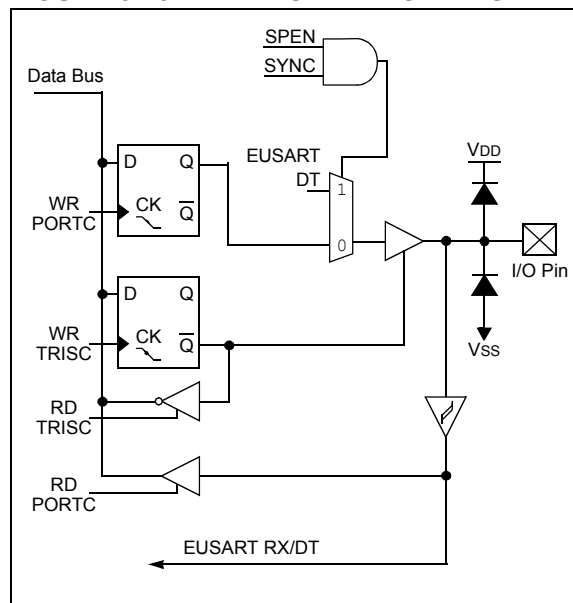 SPEN
SYNC
Data Bus
EUSART
DT
VDD
D Q
1
WR
PORTC
CK
Q
0
I/O Pin
D Q
VSS
WR
TRISC
CK
Q
RD
TRISC
RD
PORTC
EUSART RX/DT